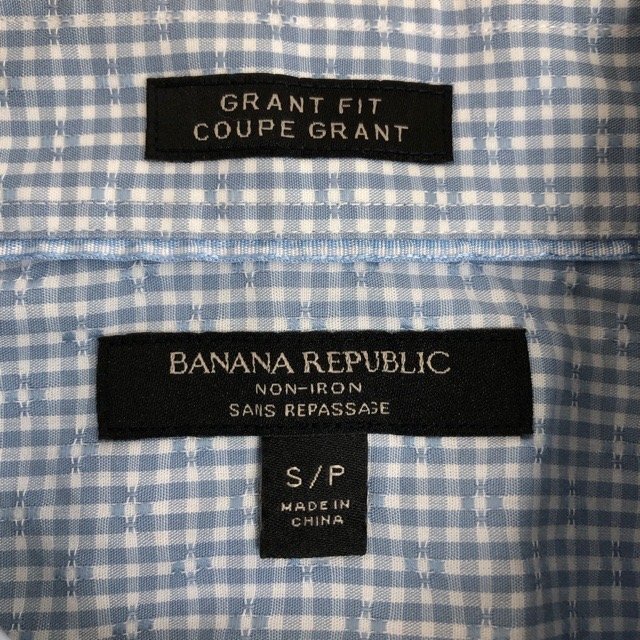 GRANT FIT
COUPE GRANT
BANANA REPUBLIC
NON-IRON
SANS REPASSAGE
S/P
MADE IN
CHINA